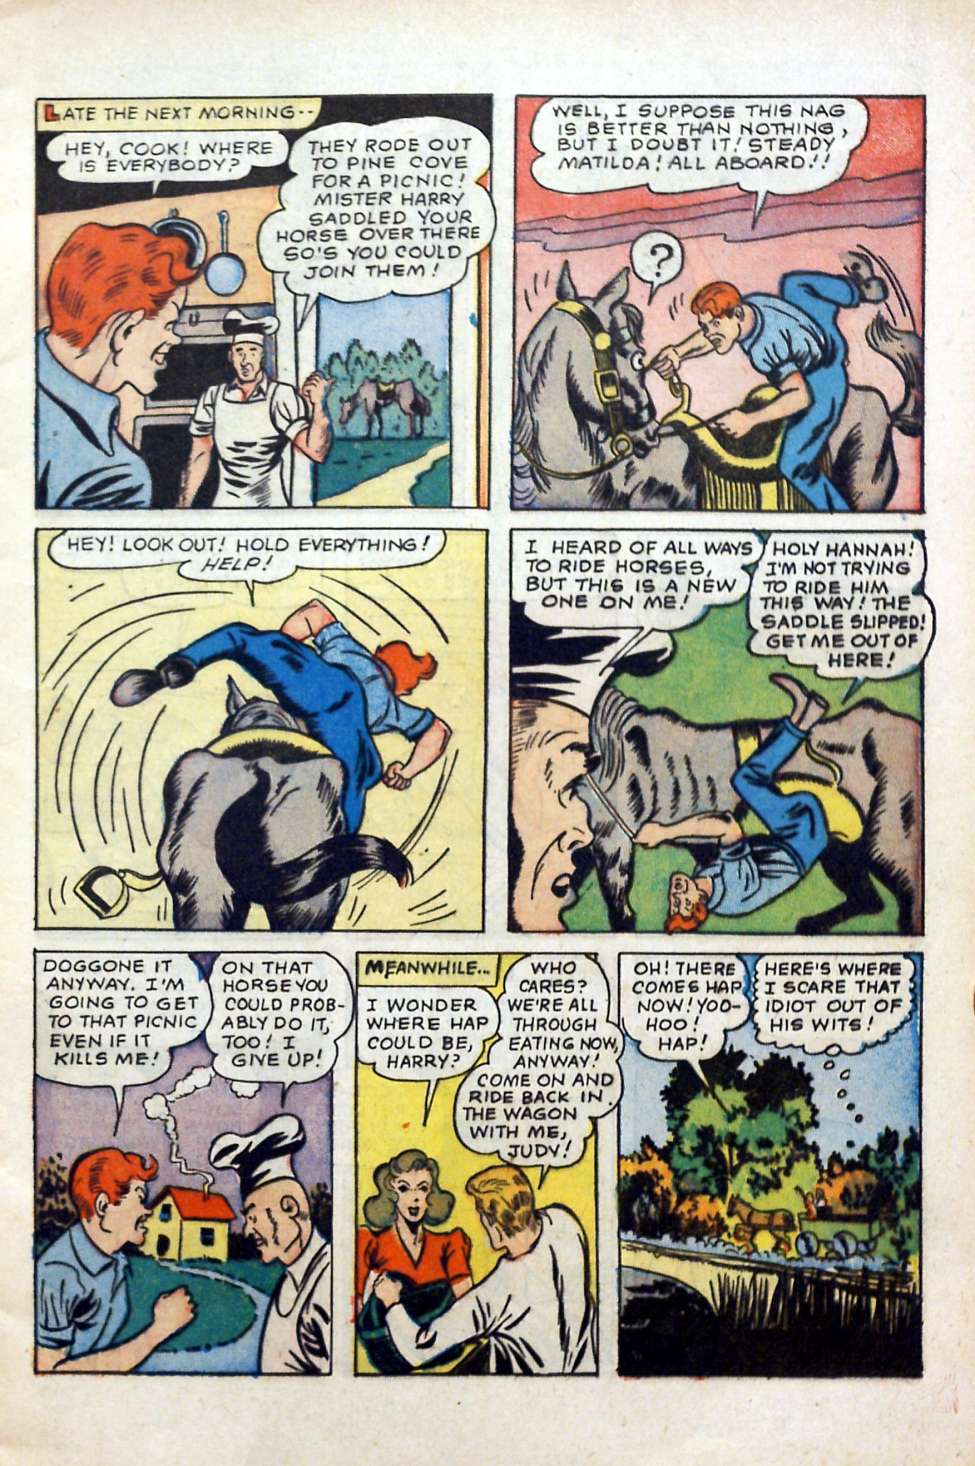 LATE THE NEXT MORNING--
HEY, COOK! WHERE
IS EVERYBODY?
THEY RODE OUT
TO PINE COVE
FOR A PICNIC!
MISTER HARRY
SADDLED YOUR
HORSE OVER THERE
SO'S YOU COULD
JOIN THEM!
WELL, I SUPPOSE THIS NAG
IS BETTER THAN NOTHING,
BUT I DOUBT IT! STEADY
MATILDA! ALL ABOARD!!
?
HEY! LOOK OUT! HOLD EVERYTHING!
HELP!
I HEARD OF ALL WAYS
TO RIDE HORSES,
BUT THIS IS A NEW
ONE ON ME!
HOLY HANNAH!
I'M NOT TRYING
TO RIDE HIM
THIS WAY! THE
SADDLE SLIPPED!
GET ME OUT OF
HERE!
DOGGONE IT
ANYWAY. I'M
GOING TO GET
TO THAT PICNIC
EVEN IF IT
KILLS ME!
ON THAT
HORSE YOU
COULD PROB-
ABLY DO IT,
TOO! I
GIVE UP!
MEANWHILE...
I WONDER
WHERE HAP
COULD BE,
HARRY?
WHO
CARES?
WE'RE ALL
THROUGH
EATING NOW,
ANYWAY!
COME ON AND
RIDE BACK IN
THE WAGON
WITH ME,
JUDY!
OH! THERE
COMES HAP
NOW! YOO-
HOO!
HAP!
HERE'S WHERE
I SCARE THAT
IDIOT OUT OF
HIS WITS!